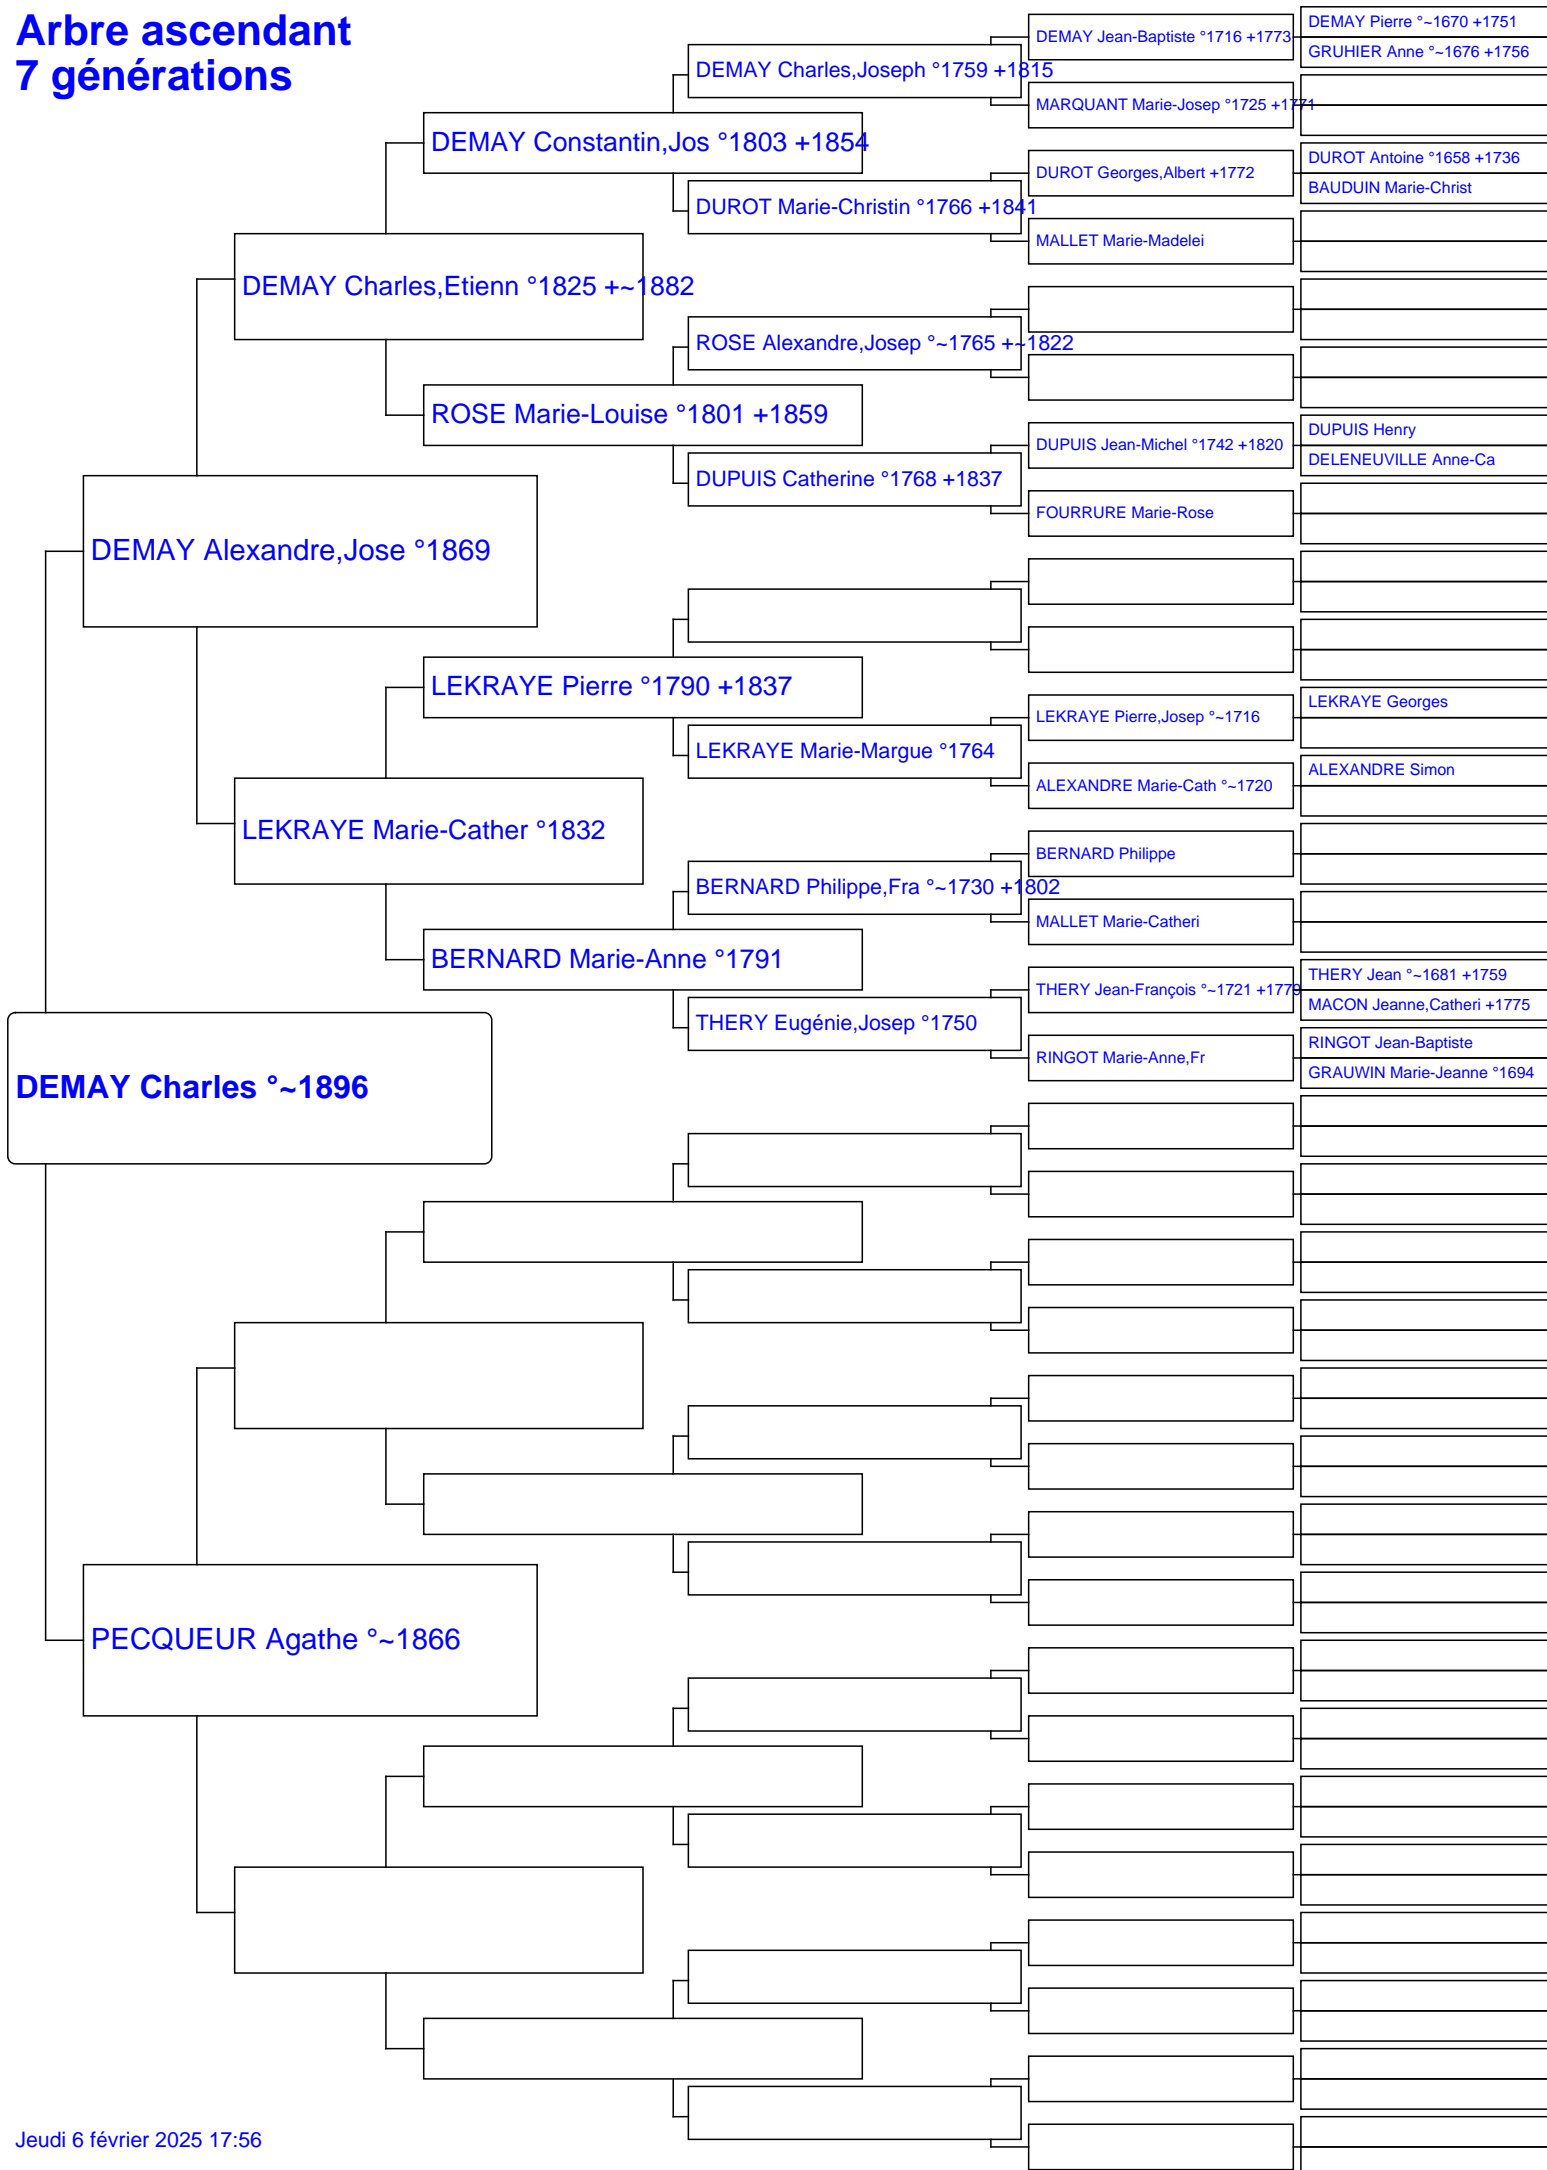 Arbre ascendant
7 générations
DEMAY Pierre °~1670 +1751
DEMAY Jean-Baptiste °1716 +1773
GRUHIER Anne °~1676 +1756
DEMAY Charles,Joseph °1759 +1815
MARQUANT Marie-Josep °1725 +1771
DEMAY Constantin,Jos °1803 +1854
DUROT Antoine °1658 +1736
DUROT Georges,Albert +1772
BAUDUIN Marie-Christ
DUROT Marie-Christin °1766 +1841
MALLET Marie-Madelei
DEMAY Charles,Etienn °1825 +~1882
ROSE Alexandre,Josep °~1765 +~1822
ROSE Marie-Louise °1801 +1859
DUPUIS Henry
DUPUIS Jean-Michel °1742 +1820
DELENEUVILLE Anne-Ca
DUPUIS Catherine °1768 +1837
FOURRURE Marie-Rose
DEMAY Alexandre,Jose °1869
LEKRAYE Pierre °1790 +1837
LEKRAYE Georges
LEKRAYE Pierre,Josep °~1716
LEKRAYE Marie-Margue °1764
ALEXANDRE Simon
ALEXANDRE Marie-Cath °~1720
LEKRAYE Marie-Cather °1832
BERNARD Philippe
BERNARD Philippe,Fra °~1730 +1802
MALLET Marie-Catheri
BERNARD Marie-Anne °1791
THERY Jean °~1681 +1759
THERY Jean-François °~1721 +1779
MACON Jeanne,Catheri +1775
THERY Eugénie,Josep °1750
RINGOT Jean-Baptiste
RINGOT Marie-Anne,Fr
GRAUWIN Marie-Jeanne °1694
DEMAY Charles °~1896
PECQUEUR Agathe °~1866
Jeudi 6 février 2025 17:56